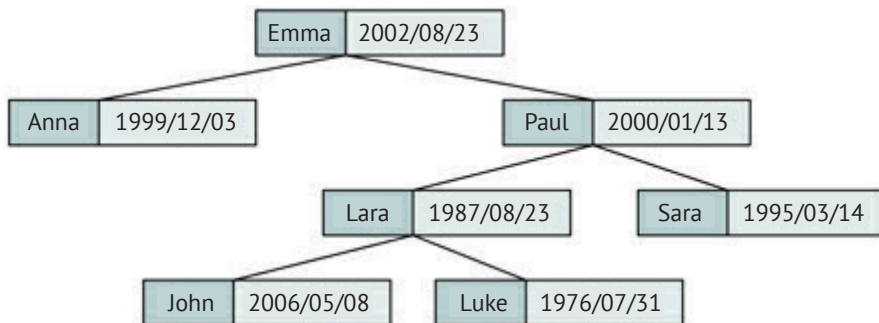 Emma 2002/08/23
Anna 1999/12/03
Paul 2000/01/13
Lara 1987/08/23
Sara 1995/03/14
John 2006/05/08
Luke 1976/07/31